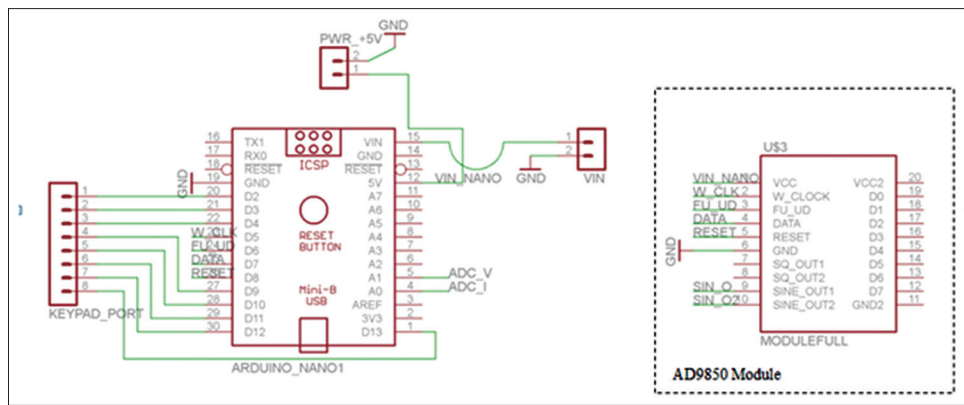 GND
PWR_+5V
2
1
16 TX1 VIN 15
17 RX0 GND 14
18 RESET RESET 13
19 GND 5V 12
20 D2 A7 11
21 D3 A6 10
22 D4 A5 9
D5 A4 8
D6 A3 7
D7 A2 6
D8 A1 5
27 D9 A0 4
28 D10 AREF 3
29 D11 3V3 2
30 D12 D13 1
ICSP
RESET
BUTTON
Mini-B
USB
ARDUINO_NANO1
GND
W_CLK
FU_UD
DATA
RESET
1
2
3
4
5
6
7
8
KEYPAD_PORT
VIN_NANO
ADC_V
ADC_I
1
2
GND
VIN
U$3
VIN_NANO VCC VCC2 20
W_CLK 2 W_CLOCK D0 19
FU_UD 3 FU_UD D1 18
DATA 4 DATA D2 17
RESET 5 RESET D3 16
GND 6 GND D4 15
7 SQ_OUT1 D5 14
8 SQ_OUT2 D6 13
SIN_O 9 SINE_OUT1 D7 12
SIN_O2 10 SINE_OUT2 GND2 11
MODULEFULL
AD9850 Module